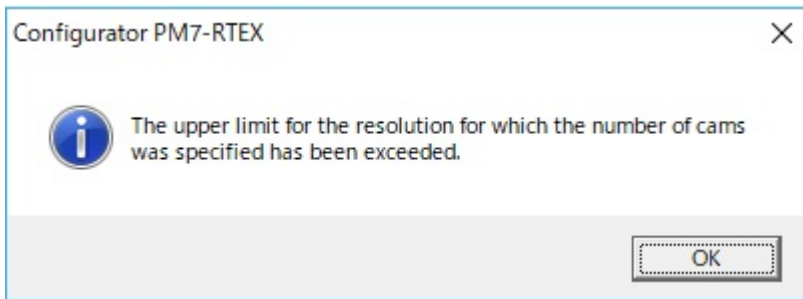 Configurator PM7-RTEX
The upper limit for the resolution for which the number of cams
was specified has been exceeded.
OK